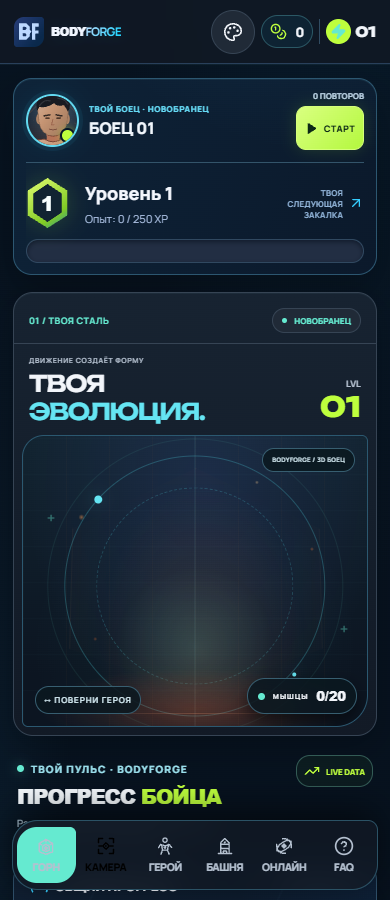 BF BODYFORGE
0
01
0 ПОВТОРОВ
ТВОЙ БОЕЦ · НОВОБРАНЕЦ
БОЕЦ 01
СТАРТ
1
Уровень 1
Опыт: 0 / 250 XP
ТВОЯ
СЛЕДУЮЩАЯ
ЗАКАЛКА
01 / ТВОЯ СТАЛЬ
НОВОБРАНЕЦ
ДВИЖЕНИЕ СОЗДАЁТ ФОРМУ
ТВОЯ
ЭВОЛЮЦИЯ.
LVL
01
BODYFORGE / 3D БОЕЦ
↔ ПОВЕРНИ ГЕРОЯ
МЫШЦЫ 0/20
ТВОЙ ПУЛЬС · BODYFORGE
LIVE DATA
ПРОГРЕСС БОЙЦА
КАМЕРА
ГЕРОЙ
БАШНЯ
ОНЛАЙН
FAQ